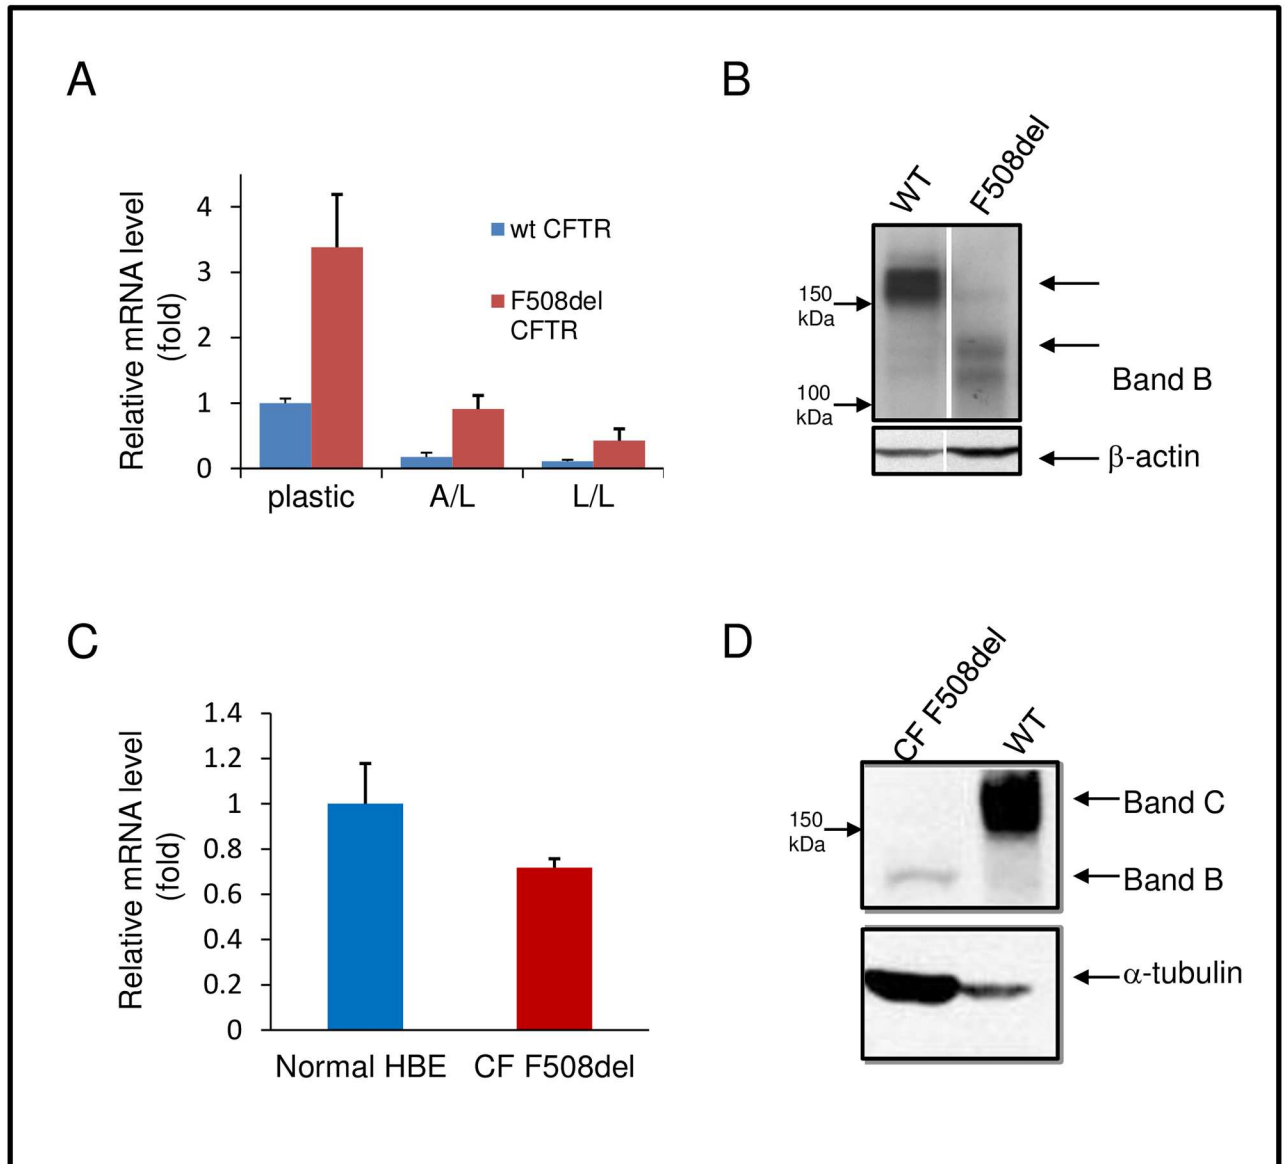 A
Relative mRNA level
(fold)
4
3
2
1
0
wt CFTR
F508del
CFTR
plastic
A/L
L/L
B
WT
F508del
150
kDa
100
kDa
Band B
β-actin
C
Relative mRNA level
(fold)
1.4
1.2
1
0.8
0.6
0.4
0.2
0
Normal HBE
CF F508del
D
CF F508del
WT
150
kDa
Band C
Band B
α-tubulin